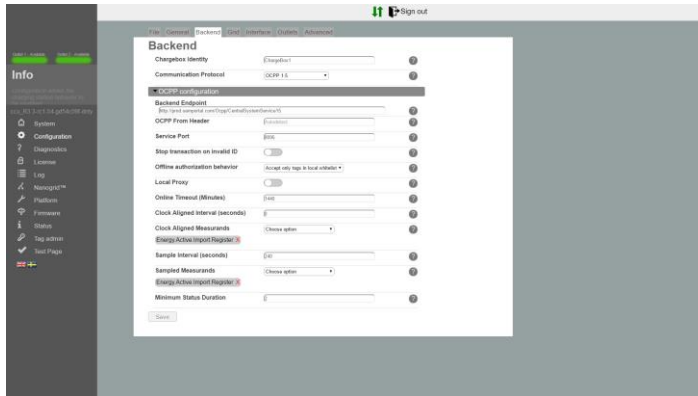 Sign out
File General Backend Grid Interface Outlets Advanced
Backend
Chargebox Identity ChargeBox1
Communication Protocol OCPP 1.5
OCPP configuration
Backend Endpoint
OCPP From Header
Service Port
Stop transaction on invalid ID
Offline authorization behavior Accept only tags in local whitelist
Local Proxy
Online Timeout (Minutes)
Clock Aligned Interval (seconds)
Clock Aligned Measurands Choose option
Energy Active Import Register X
Sample Interval (seconds)
Sampled Measurands Choose option
Energy Active Import Register X
Minimum Status Duration
Save
Info
System
Configuration
Diagnostics
License
Log
Nanogrid™
Platform
Firmware
Status
Tag admin
Test Page